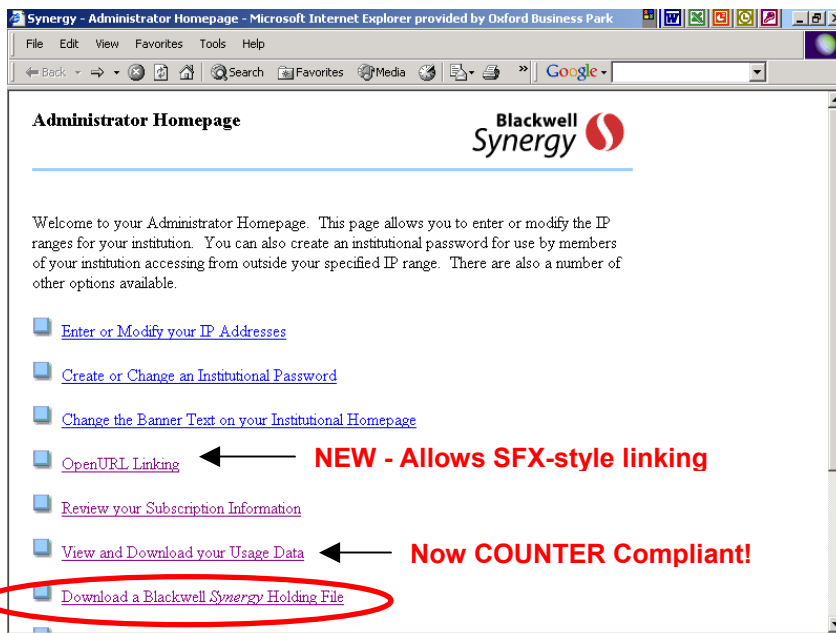 Synergy - Administrator Homepage - Microsoft Internet Explorer provided by Oxford Business Park
File Edit View Favorites Tools Help
Back Search Favorites Media » Google
Administrator Homepage
Blackwell
Synergy
Welcome to your Administrator Homepage. This page allows you to enter or modify the IP
ranges for your institution. You can also create an institutional password for use by members
of your institution accessing from outside your specified IP range. There are also a number of
other options available.
Enter or Modify your IP Addresses
Create or Change an Institutional Password
Change the Banner Text on your Institutional Homepage
OpenURL Linking
NEW - Allows SFX-style linking
Review your Subscription Information
View and Download your Usage Data
Now COUNTER Compliant!
Download a Blackwell Synergy Holding File